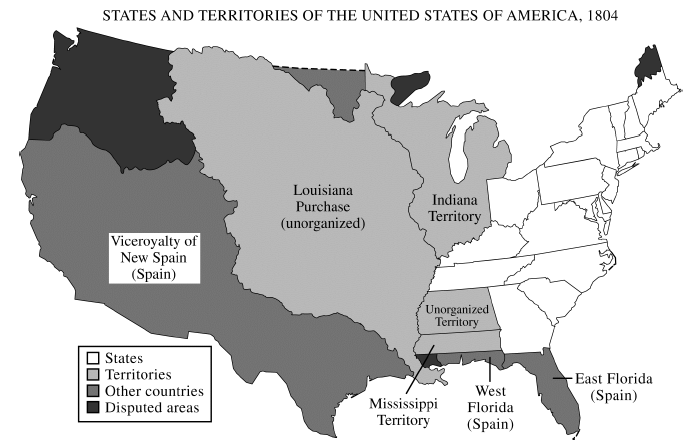 STATES AND TERRITORIES OF THE UNITED STATES OF AMERICA, 1804
Louisiana
Purchase
(unorganized)
Indiana
Territory
Viceroyalty of
New Spain
(Spain)
Unorganized
Territory
States
Territories
Other countries
Disputed areas
Mississippi
Territory
West
Florida
(Spain)
East Florida
(Spain)